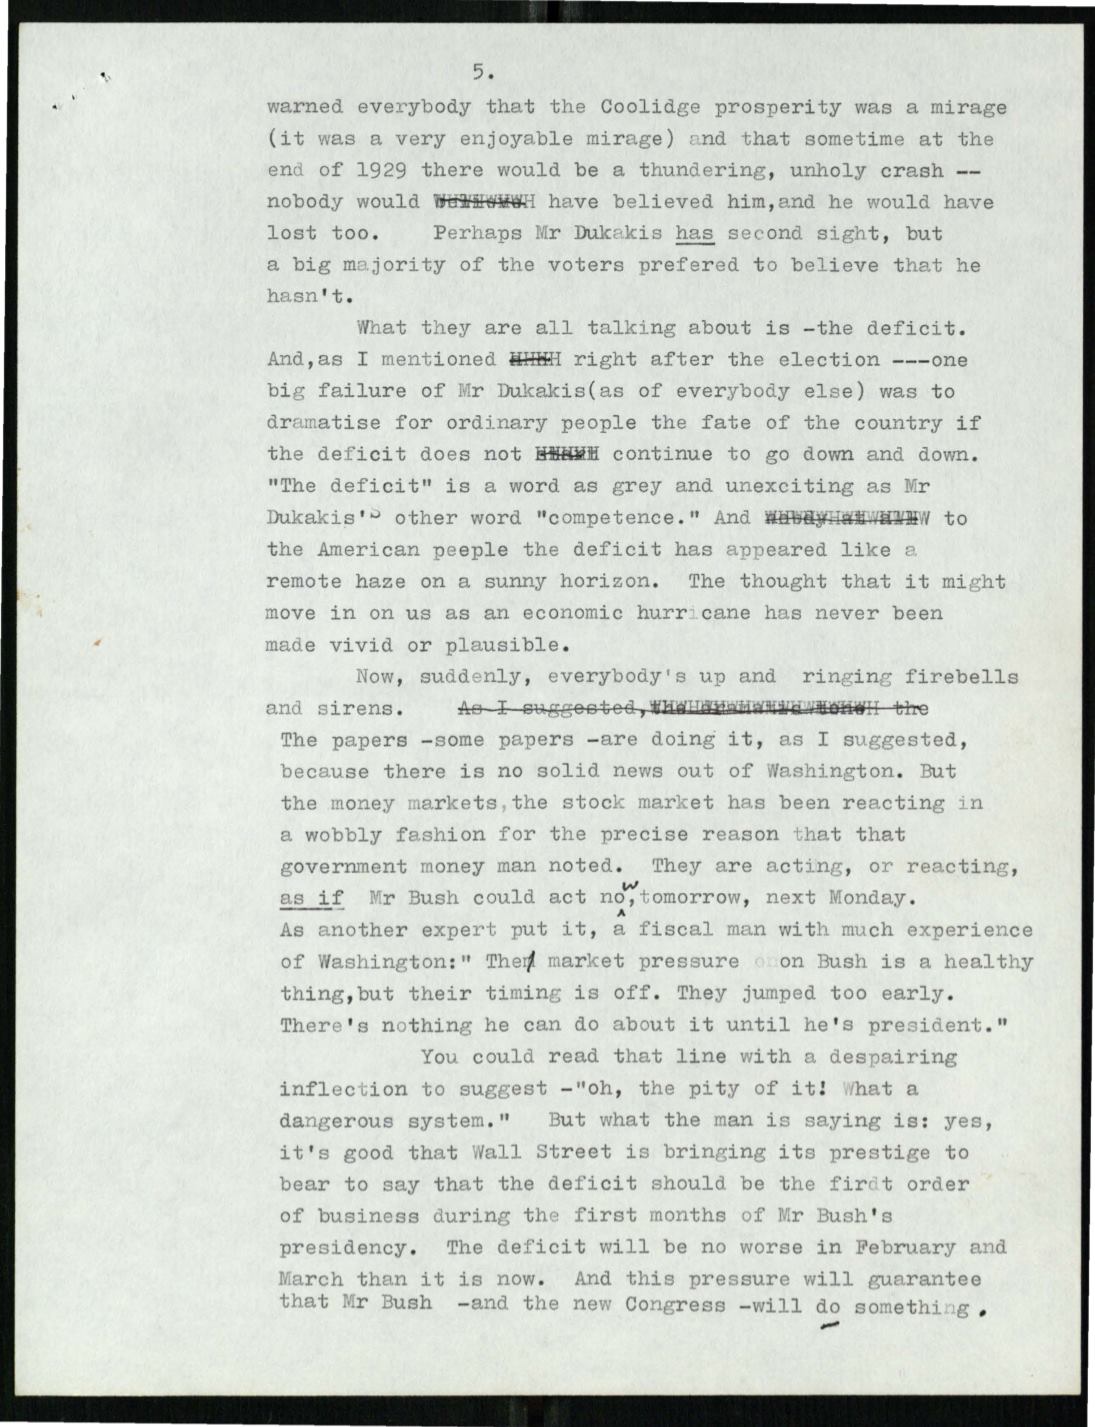 5.
warned everybody that the Coolidge prosperity was a mirage
(it was a very enjoyable mirage) and that sometime at the
end of 1929 there would be a thundering, unholy crash --
nobody would have believed him,and he would have
lost too. Perhaps Mr Dukakis has second sight, but
a big majority of the voters prefered to believe that he
hasn't.
What they are all talking about is -the deficit.
And,as I mentioned right after the election ---one
big failure of Mr Dukakis(as of everybody else) was to
dramatise for ordinary people the fate of the country if
the deficit does not continue to go down and down.
"The deficit" is a word as grey and unexciting as Mr
Dukakis's other word "competence." And to
the American peeple the deficit has appeared like a
remote haze on a sunny horizon. The thought that it might
move in on us as an economic hurricane has never been
made vivid or plausible.
Now, suddenly, everybody's up and ringing firebells
and sirens. As I suggested, the
The papers -some papers -are doing it, as I suggested,
because there is no solid news out of Washington. But
the money markets,the stock market has been reacting in
a wobbly fashion for the precise reason that that
government money man noted. They are acting, or reacting,
as if Mr Bush could act now,tomorrow, next Monday.
As another expert put it, a fiscal man with much experience
of Washington:" The market pressure on Bush is a healthy
thing,but their timing is off. They jumped too early.
There's nothing he can do about it until he's president."
You could read that line with a despairing
inflection to suggest -"oh, the pity of it! What a
dangerous system." But what the man is saying is: yes,
it's good that Wall Street is bringing its prestige to
bear to say that the deficit should be the firdt order
of business during the first months of Mr Bush's
presidency. The deficit will be no worse in February and
March than it is now. And this pressure will guarantee
that Mr Bush -and the new Congress -will do something.